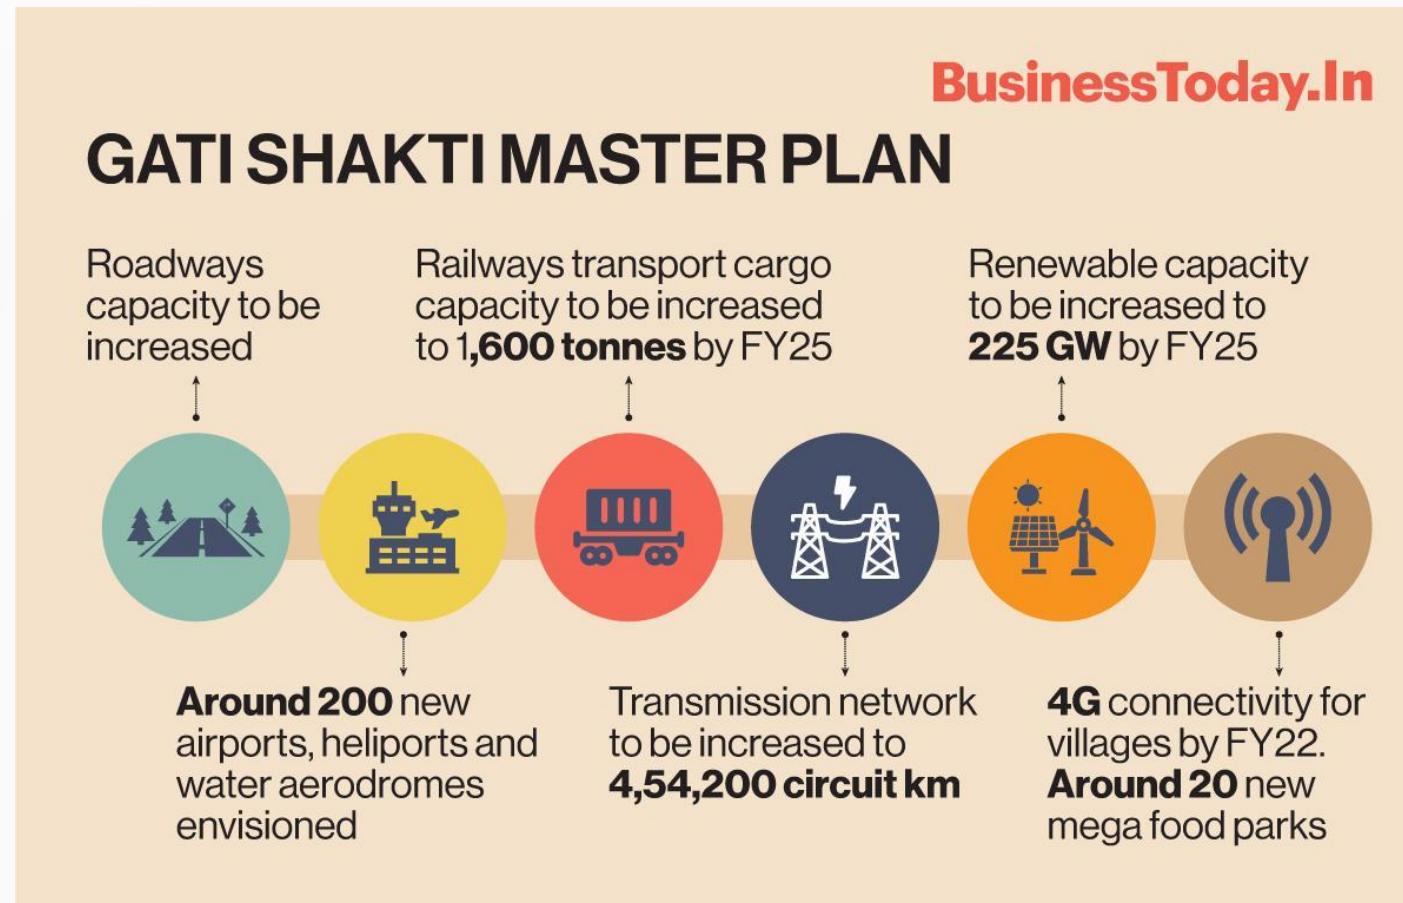 BusinessToday.In
GATI SHAKTI MASTER PLAN
Roadways
capacity to be
increased
Railways transport cargo
capacity to be increased
to 1,600 tonnes by FY25
Renewable capacity
to be increased to
225 GW by FY25
Around 200 new
airports, heliports and
water aerodromes
envisioned
Transmission network
to be increased to
4,54,200 circuit km
4G connectivity for
villages by FY22.
Around 20 new
mega food parks